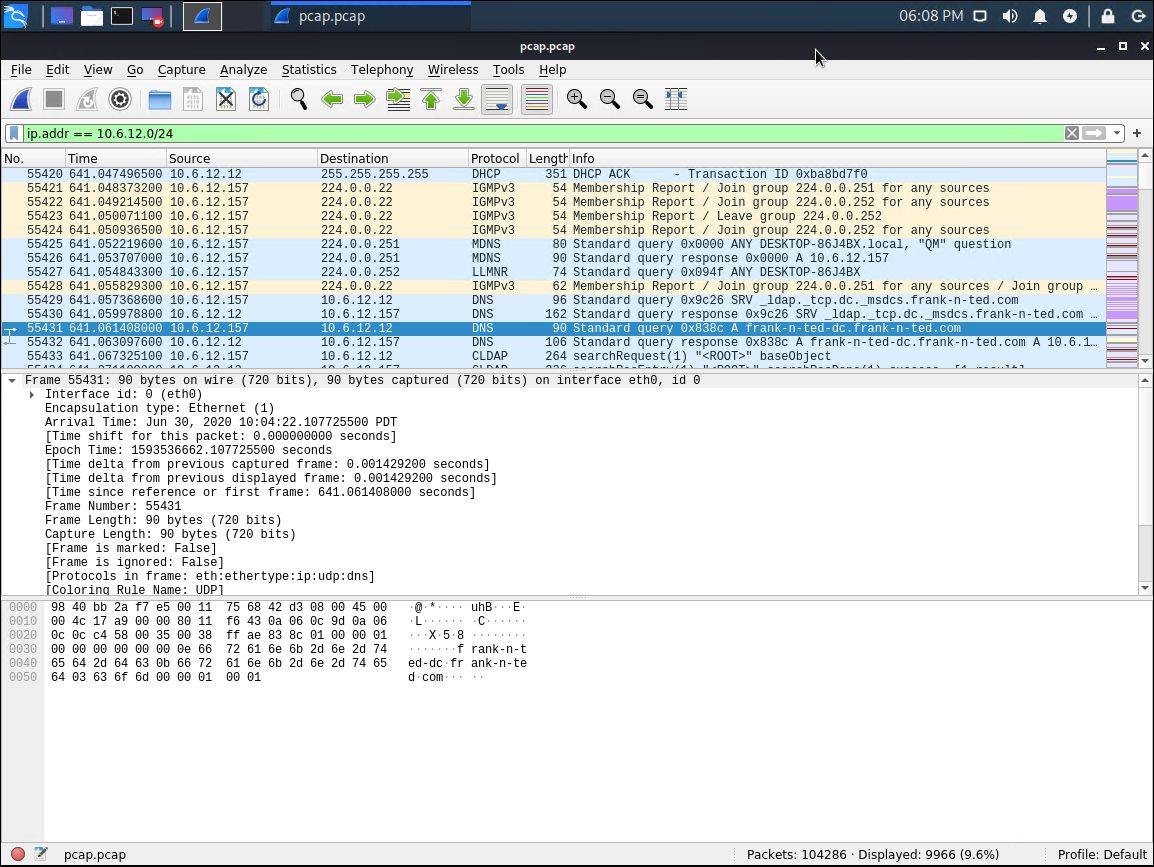 pcap.pcap 06:08 PM
pcap.pcap
File Edit View Go Capture Analyze Statistics Telephony Wireless Tools Help
ip.addr == 10.6.12.0/24
No. Time Source Destination Protocol Length Info
55420 641.047496500 10.6.12.12 255.255.255.255 DHCP 351 DHCP ACK - Transaction ID 0xba8bd7f0
55421 641.048373200 10.6.12.157 224.0.0.22 IGMPv3 54 Membership Report / Join group 224.0.0.251 for any sources
55422 641.049214500 10.6.12.157 224.0.0.22 IGMPv3 54 Membership Report / Join group 224.0.0.252 for any sources
55423 641.050071100 10.6.12.157 224.0.0.22 IGMPv3 54 Membership Report / Leave group 224.0.0.252
55424 641.050936500 10.6.12.157 224.0.0.22 IGMPv3 54 Membership Report / Join group 224.0.0.252 for any sources
55425 641.052219600 10.6.12.157 224.0.0.251 MDNS 80 Standard query 0x0000 ANY DESKTOP-86J4BX.local, "QM" question
55426 641.053707000 10.6.12.157 224.0.0.251 MDNS 90 Standard query response 0x0000 A 10.6.12.157
55427 641.054843300 10.6.12.157 224.0.0.252 LLMNR 74 Standard query 0x094f ANY DESKTOP-86J4BX
55428 641.055829300 10.6.12.157 224.0.0.22 IGMPv3 62 Membership Report / Join group 224.0.0.251 for any sources / Join group …
55429 641.057368600 10.6.12.157 10.6.12.12 DNS 96 Standard query 0x9c26 SRV _ldap._tcp.dc._msdcs.frank-n-ted.com
55430 641.059978800 10.6.12.12 10.6.12.157 DNS 162 Standard query response 0x9c26 SRV _ldap._tcp.dc._msdcs.frank-n-ted.com …
55431 641.061408000 10.6.12.157 10.6.12.12 DNS 90 Standard query 0x838c A frank-n-ted-dc.frank-n-ted.com
55432 641.063097600 10.6.12.12 10.6.12.157 DNS 106 Standard query response 0x838c A frank-n-ted-dc.frank-n-ted.com A 10.6.1…
55433 641.067325100 10.6.12.157 10.6.12.12 CLDAP 264 searchRequest(1) "<ROOT>" baseObject
Frame 55431: 90 bytes on wire (720 bits), 90 bytes captured (720 bits) on interface eth0, id 0
Interface id: 0 (eth0)
Encapsulation type: Ethernet (1)
Arrival Time: Jun 30, 2020 10:04:22.107725500 PDT
[Time shift for this packet: 0.000000000 seconds]
Epoch Time: 1593536662.107725500 seconds
[Time delta from previous captured frame: 0.001429200 seconds]
[Time delta from previous displayed frame: 0.001429200 seconds]
[Time since reference or first frame: 641.061408000 seconds]
Frame Number: 55431
Frame Length: 90 bytes (720 bits)
Capture Length: 90 bytes (720 bits)
[Frame is marked: False]
[Frame is ignored: False]
[Protocols in frame: eth:ethertype:ip:udp:dns]
[Coloring Rule Name: UDP]
0000 98 40 bb 2a f7 e5 00 11 75 68 42 d3 08 00 45 00 ·@·*···· uhB···E·
0010 00 4c 17 a9 00 00 80 11 f6 43 0a 06 0c 9d 0a 06 ·L······ ·C······
0020 0c 0c c4 58 00 35 00 38 ff ae 83 8c 01 00 00 01 ···X·5·8 ········
0030 00 00 00 00 00 00 0e 66 72 61 6e 6b 2d 6e 2d 74 ·······f rank-n-t
0040 65 64 2d 64 63 0b 66 72 61 6e 6b 2d 6e 2d 74 65 ed-dc·fr ank-n-te
0050 64 03 63 6f 6d 00 00 01 00 01 d·com··· ··
pcap.pcap Packets: 104286 · Displayed: 9966 (9.6%) Profile: Default